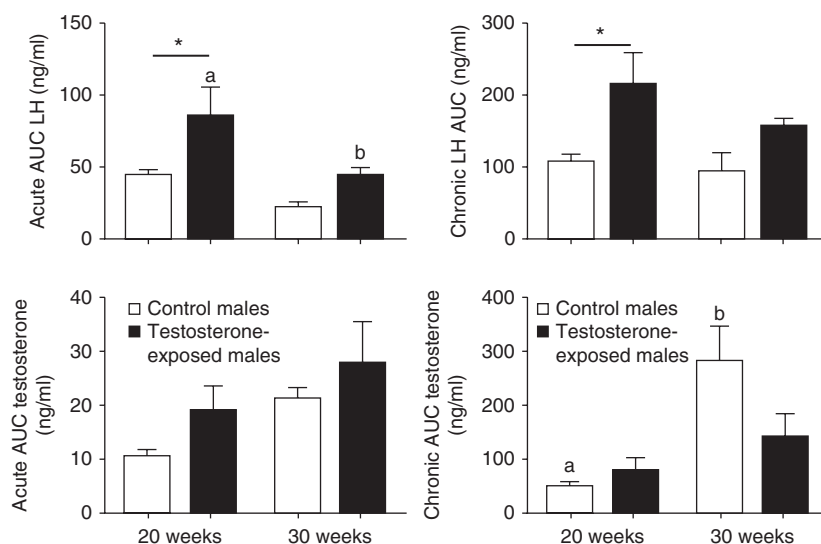 150
100
50
0
Acute AUC LH (ng/ml)
*
a
b
300
200
100
0
Chronic LH AUC (ng/ml)
*
40
30
20
10
0
Acute AUC testosterone
(ng/ml)
Control males
Testosterone-
exposed males
20 weeks 30 weeks
400
300
200
100
0
Chronic AUC testosterone
(ng/ml)
Control males
Testosterone-
exposed males
a
b
20 weeks 30 weeks